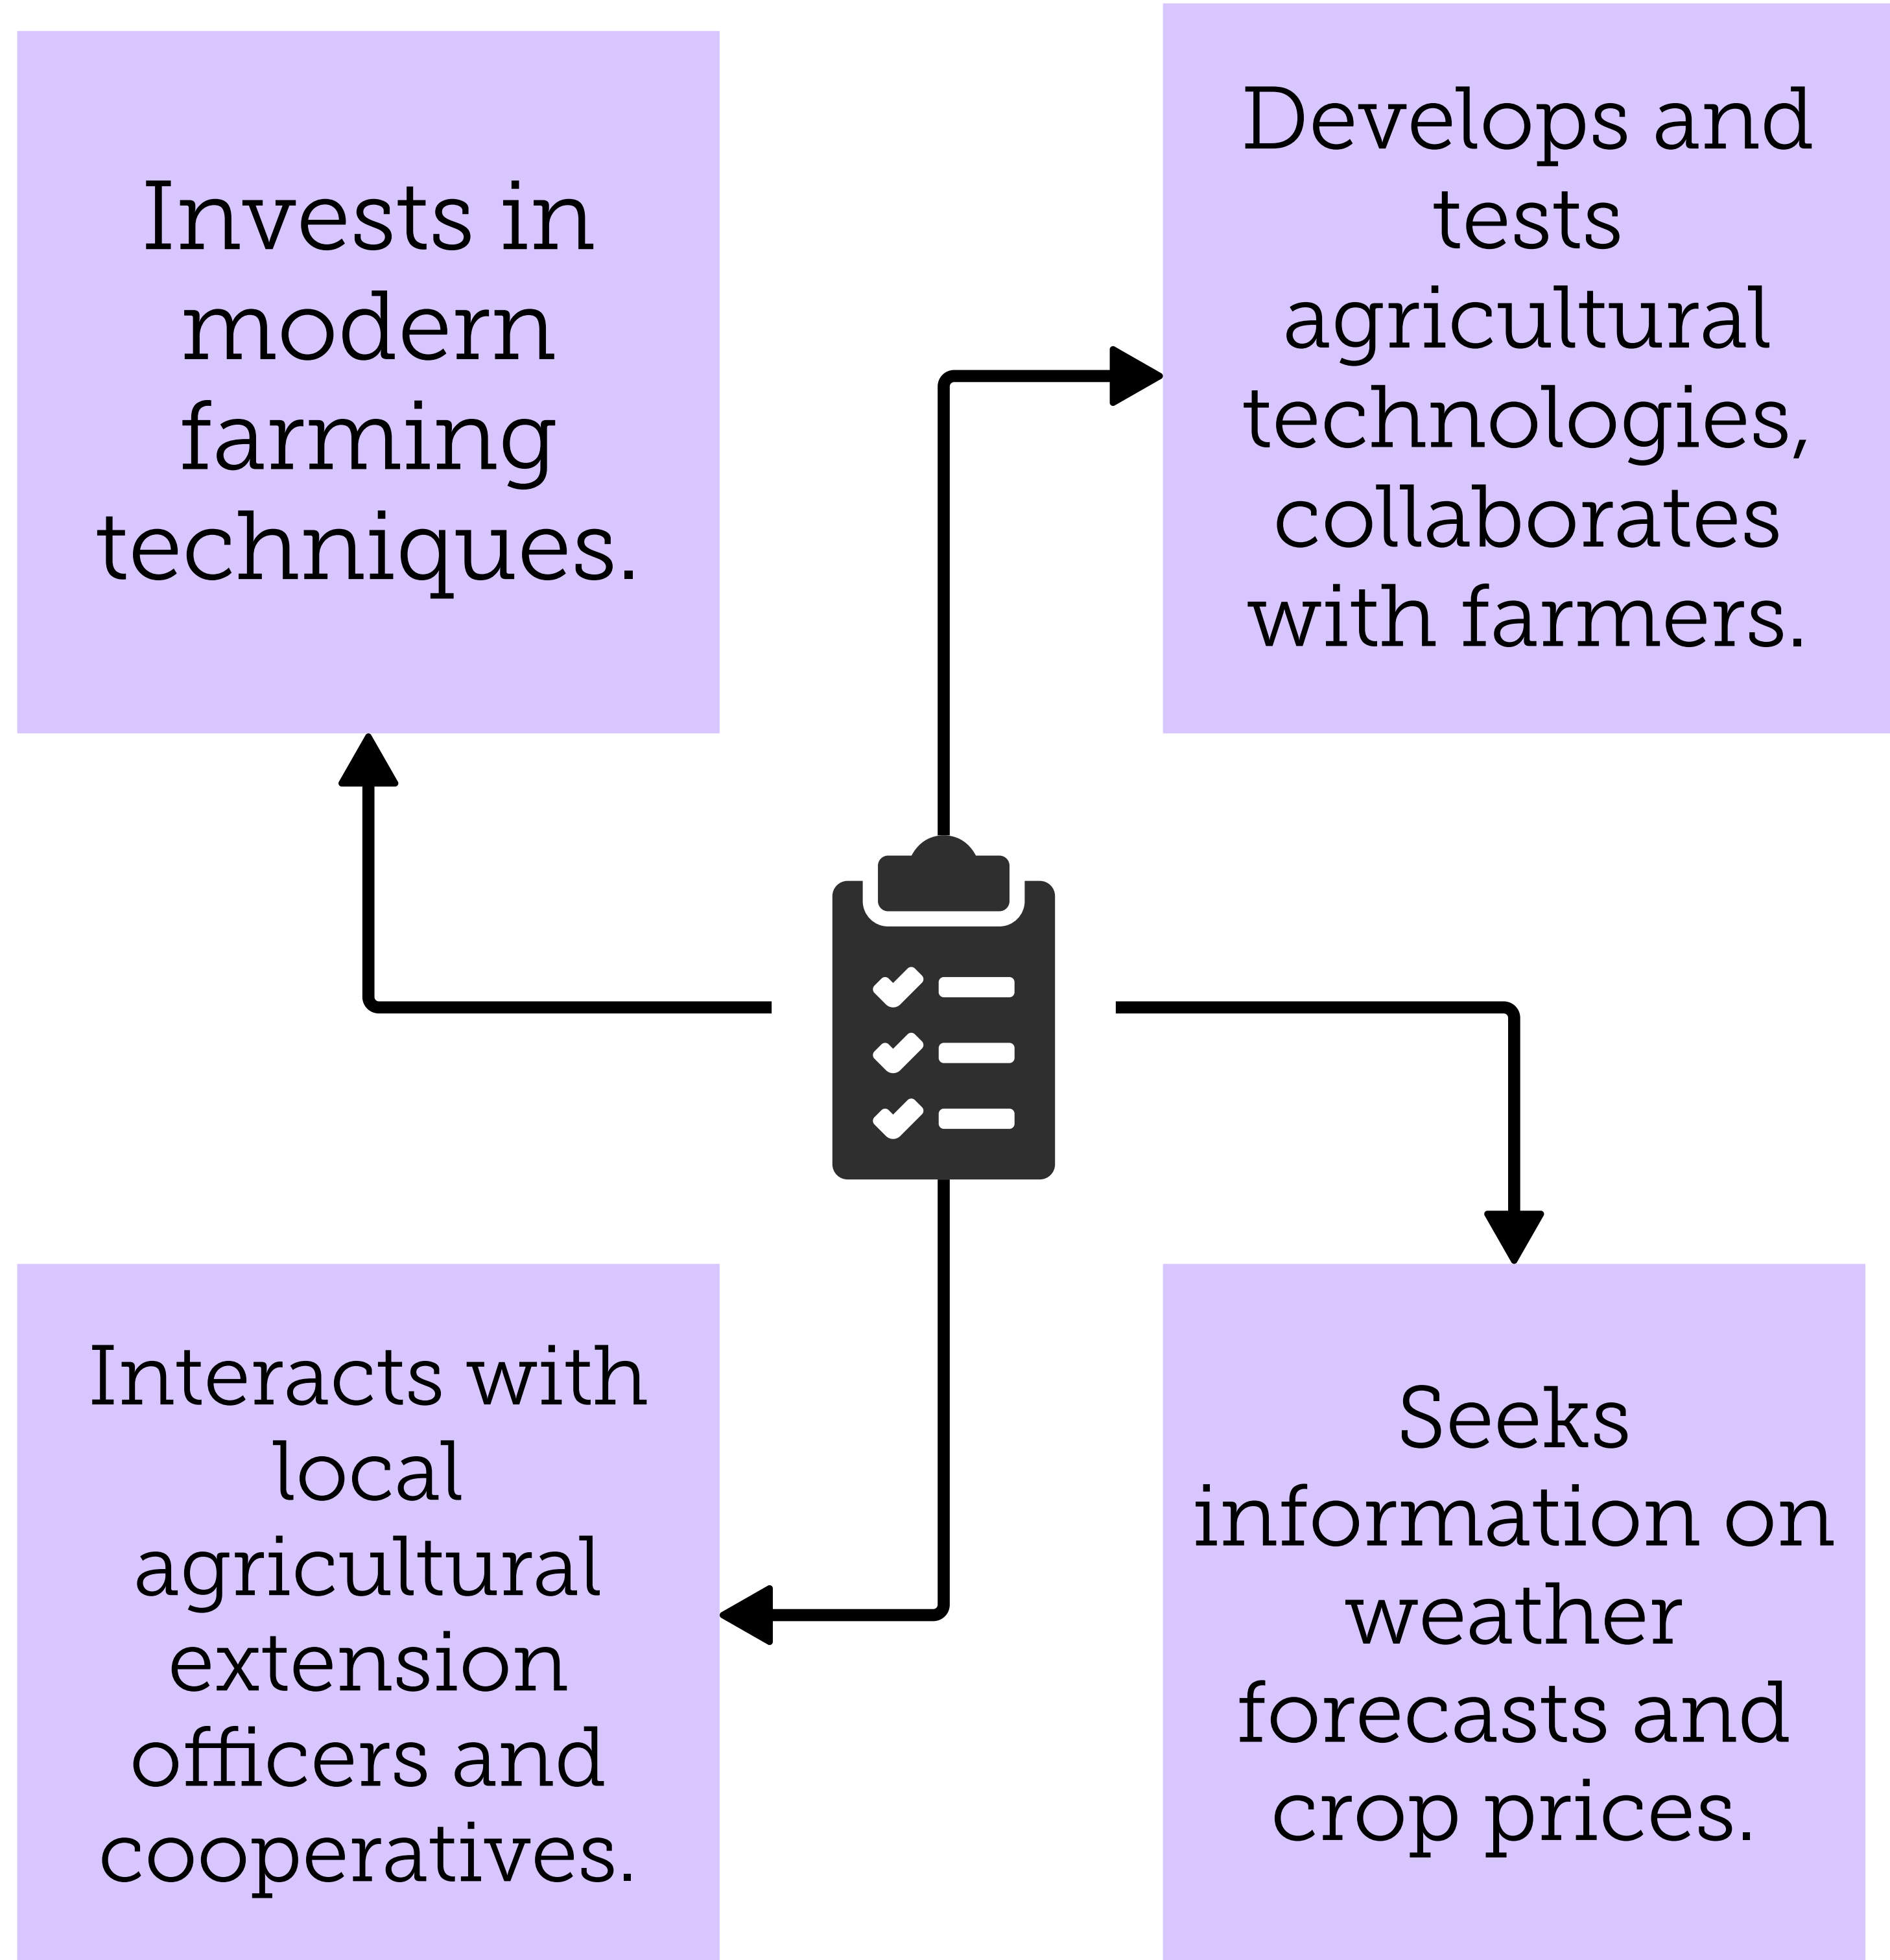 Invests in
modern
farming
techniques.
Develops and
tests
agricultural
technologies,
collaborates
with farmers.
Interacts with
local
agricultural
extension
officers and
cooperatives.
Seeks
information on
weather
forecasts and
crop prices.